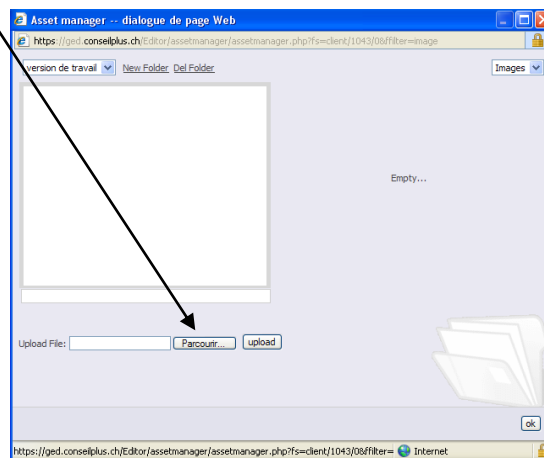 Asset manager -- dialogue de page Web
https://ged.conseilplus.ch/Editor/assetmanager/assetmanager.php?fs=client/1043/0&ffilter=image
version de travail New Folder Del Folder Images
Empty...
Upload File: Parcourir... upload
ok
https://ged.conseilplus.ch/Editor/assetmanager/assetmanager.php?fs=client/1043/0&ffilter= Internet